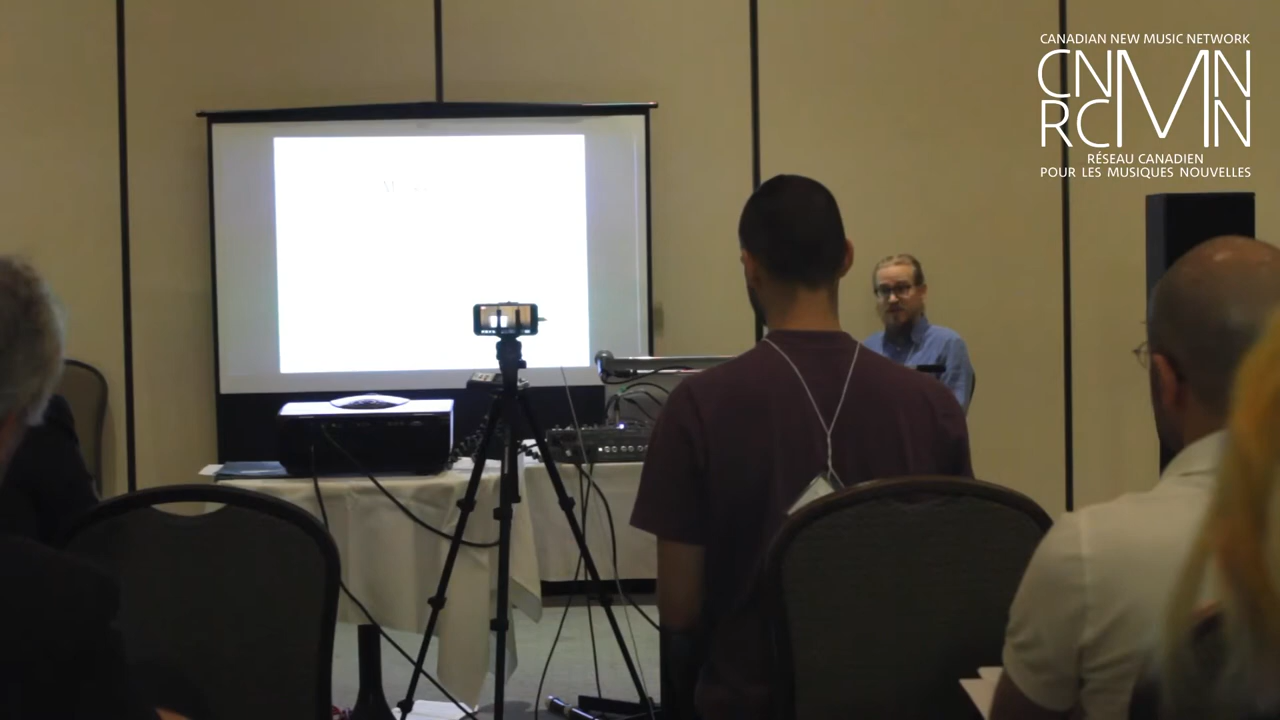 CANADIAN NEW MUSIC NETWORK
CNMN
RCMN
RÉSEAU CANADIEN
POUR LES MUSIQUES NOUVELLES